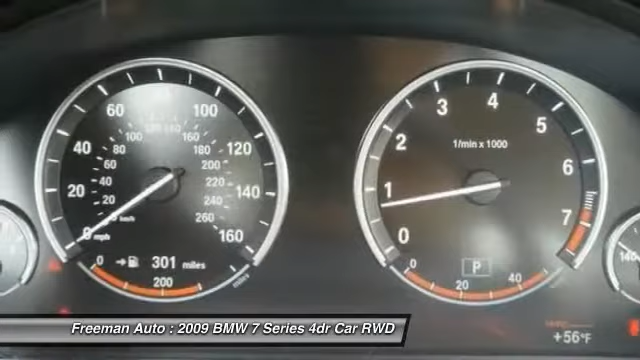 0 20 40 60 100 120 140 160
20 40 60 80 100 160 180 200 220 240 260
mph
km/h
301 miles
0 200
0 1 2 3 4 5 6 7
1/min x 1000
P
0 20 40
140
+56°F
Freeman Auto : 2009 BMW 7 Series 4dr Car RWD